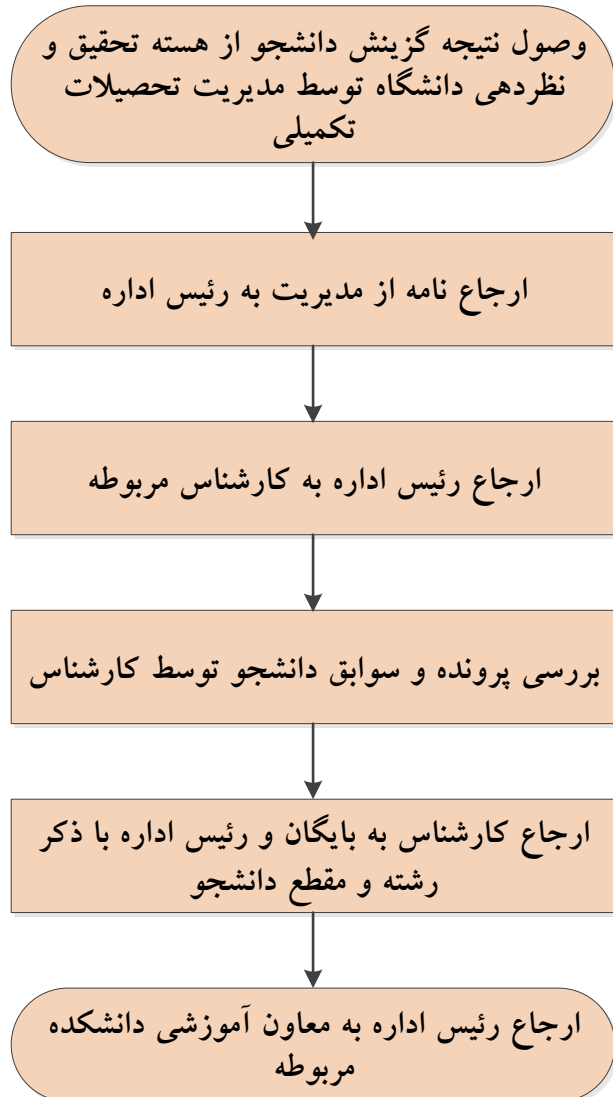 وصول نتیجه گزینش دانشجو از هسته تحقیق و
نظردهی دانشگاه توسط مدیریت تحصیلات
تکمیلی
ارجاع نامه از مدیریت به رئیس اداره
ارجاع رئیس اداره به کارشناس مربوطه
بررسی پرونده و سوابق دانشجو توسط کارشناس
ارجاع کارشناس به بایگان و رئیس اداره با ذکر
رشته و مقطع دانشجو
ارجاع رئیس اداره به معاون آموزشی دانشکده
مربوطه